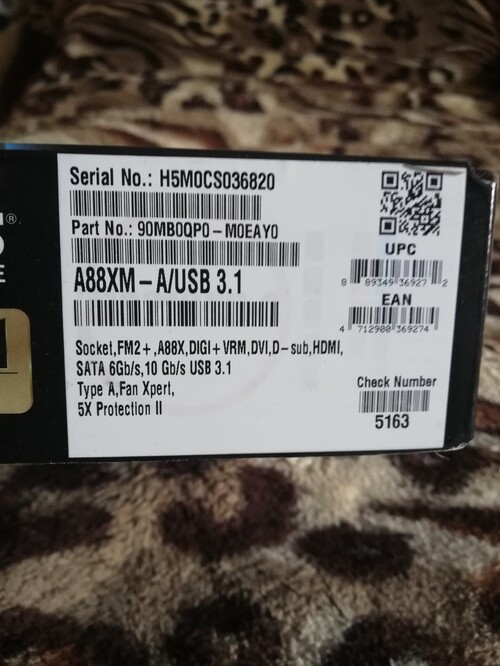 Serial No.: H5M0CS036820
Part No.: 90MB0QP0-M0EAY0
A88XM-A/USB 3.1
Socket,FM2+,A88X,DIGI+VRM,DVI,D-sub,HDMI,
SATA 6Gb/s,10 Gb/s USB 3.1
Type A,Fan Xpert,
5X Protection II
UPC
8 89349 36927 2
EAN
4 712900 369274
Check Number
5163